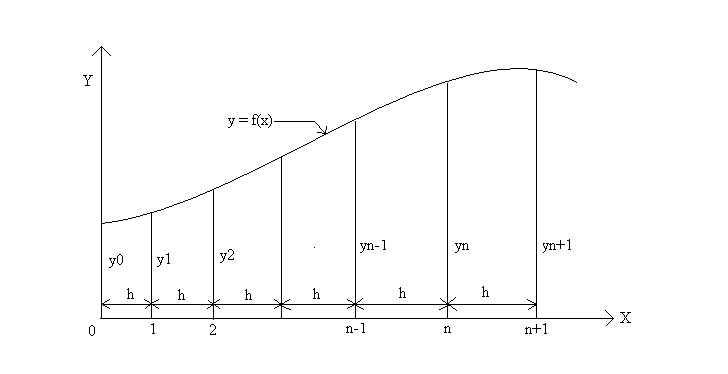 Y
y = f(x)
y0 y1 y2 yn-1 yn yn+1
h h h h h h
0 1 2 n-1 n n+1 X